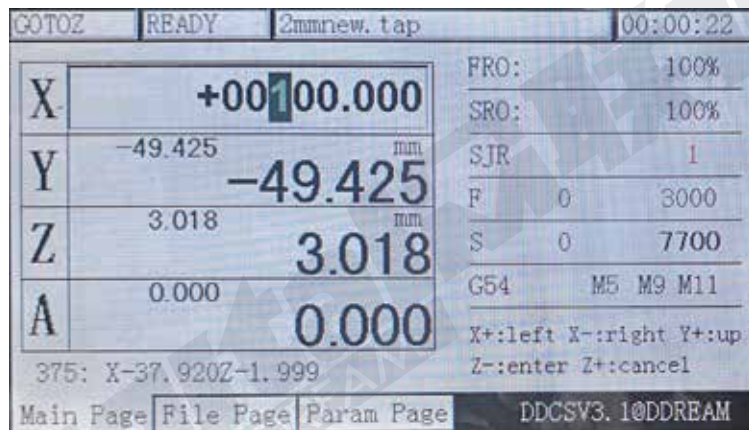 GOTOZ READY 2mmnew.tap 00:00:22
X +00100.000
FRO: 100%
SRO: 100%
Y -49.425 mm
-49.425
SJR 1
F 0 3000
Z 3.018 mm
3.018
S 0 7700
A 0.000
0.000
G54 M5 M9 M11
X+:left X-:right Y+:up
Z-:enter Z+:cancel
375: X-37.920Z-1.999
Main Page File Page Param Page DDCSV3.1@DDREAM